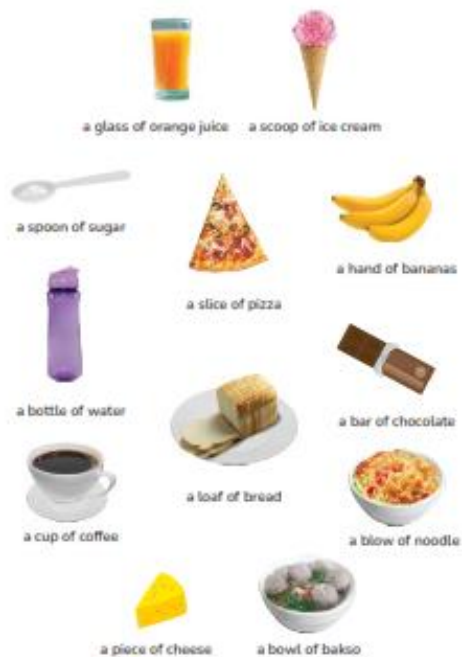 a glass of orange juice
a scoop of ice cream
a spoon of sugar
a slice of pizza
a hand of bananas
a bottle of water
a loaf of bread
a bar of chocolate
a cup of coffee
a blow of noodle
a piece of cheese
a bowl of bakso